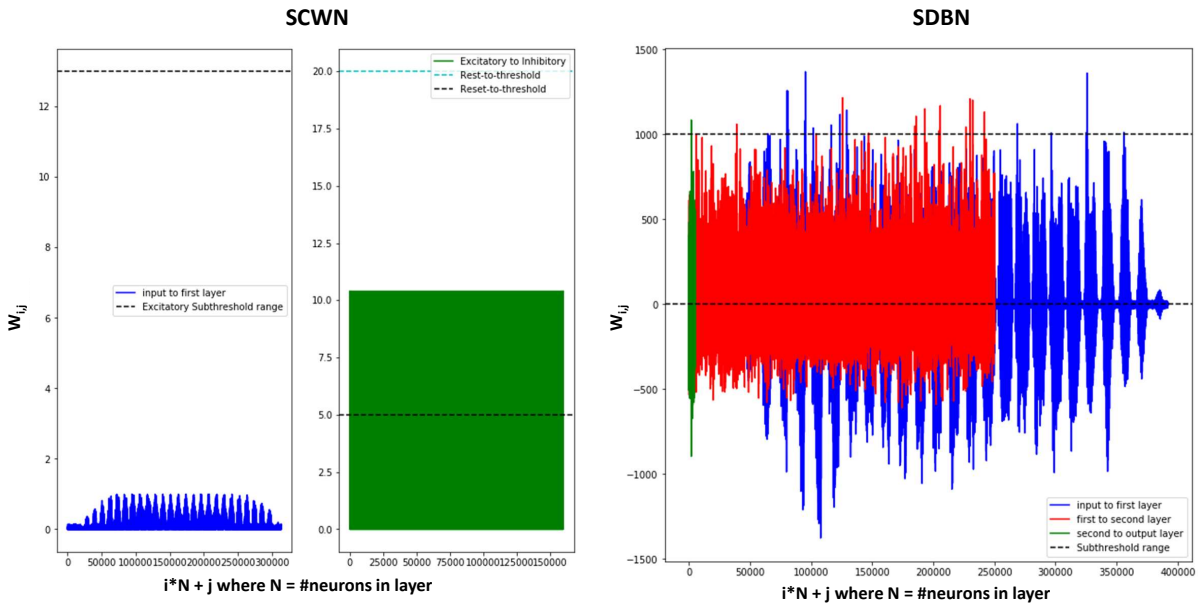 SCWN
SDBN
W_{i,j}
12
10
8
6
4
2
0
input to first layer
Excitatory Subthreshold range
0 50000 100000 150000 200000 250000 300000
20.0
17.5
15.0
12.5
10.0
7.5
5.0
2.5
0.0
Excitatory to Inhibitory
Rest-to-threshold
Reset-to-threshold
0 25000 50000 75000 100000 125000 150000
i*N + j where N = #neurons in layer
W_{i,j}
1500
1000
500
0
−500
−1000
−1500
input to first layer
first to second layer
second to output layer
Subthreshold range
0 50000 100000 150000 200000 250000 300000 350000 400000
i*N + j where N = #neurons in layer